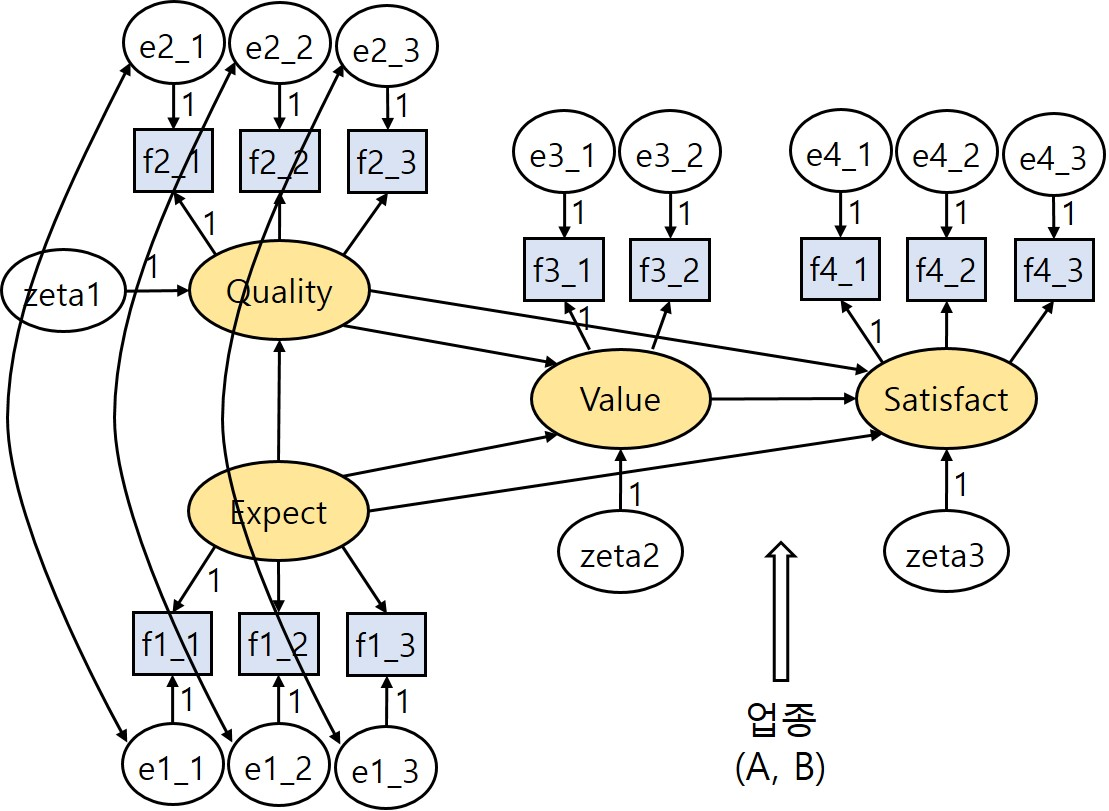 e2_1 e2_2 e2_3
1 1 1
f2_1 f2_2 f2_3
e3_1 e3_2
e4_1 e4_2 e4_3
1 1
1 1 1
1
f3_1 f3_2
f4_1 f4_2 f4_3
1
zeta1
Quality
1
1
Value
Satisfact
Expect
1
1
zeta2
zeta3
1
f1_1 f1_2 f1_3
1 1 1
e1_1 e1_2 e1_3
업종
(A, B)